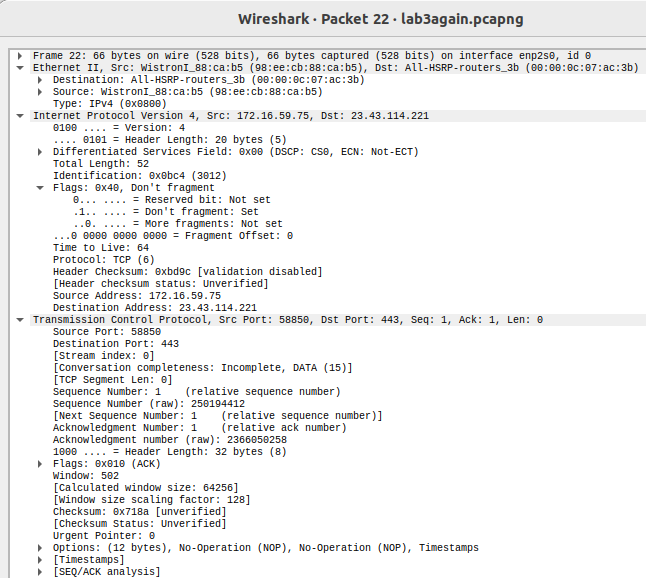 Wireshark · Packet 22 · lab3again.pcapng
Frame 22: 66 bytes on wire (528 bits), 66 bytes captured (528 bits) on interface enp2s0, id 0
Ethernet II, Src: WistronI_88:ca:b5 (98:ee:cb:88:ca:b5), Dst: All-HSRP-routers_3b (00:00:0c:07:ac:3b)
Destination: All-HSRP-routers_3b (00:00:0c:07:ac:3b)
Source: WistronI_88:ca:b5 (98:ee:cb:88:ca:b5)
Type: IPv4 (0x0800)
Internet Protocol Version 4, Src: 172.16.59.75, Dst: 23.43.114.221
0100 .... = Version: 4
.... 0101 = Header Length: 20 bytes (5)
Differentiated Services Field: 0x00 (DSCP: CS0, ECN: Not-ECT)
Total Length: 52
Identification: 0x0bc4 (3012)
Flags: 0x40, Don't fragment
0... .... = Reserved bit: Not set
.1.. .... = Don't fragment: Set
..0. .... = More fragments: Not set
...0 0000 0000 0000 = Fragment Offset: 0
Time to Live: 64
Protocol: TCP (6)
Header Checksum: 0xbd9c [validation disabled]
[Header checksum status: Unverified]
Source Address: 172.16.59.75
Destination Address: 23.43.114.221
Transmission Control Protocol, Src Port: 58850, Dst Port: 443, Seq: 1, Ack: 1, Len: 0
Source Port: 58850
Destination Port: 443
[Stream index: 0]
[Conversation completeness: Incomplete, DATA (15)]
[TCP Segment Len: 0]
Sequence Number: 1    (relative sequence number)
Sequence Number (raw): 250194412
[Next Sequence Number: 1    (relative sequence number)]
Acknowledgment Number: 1    (relative ack number)
Acknowledgment number (raw): 2366050258
1000 .... = Header Length: 32 bytes (8)
Flags: 0x010 (ACK)
Window: 502
[Calculated window size: 64256]
[Window size scaling factor: 128]
Checksum: 0x718a [unverified]
[Checksum Status: Unverified]
Urgent Pointer: 0
Options: (12 bytes), No-Operation (NOP), No-Operation (NOP), Timestamps
[Timestamps]
[SEQ/ACK analysis]